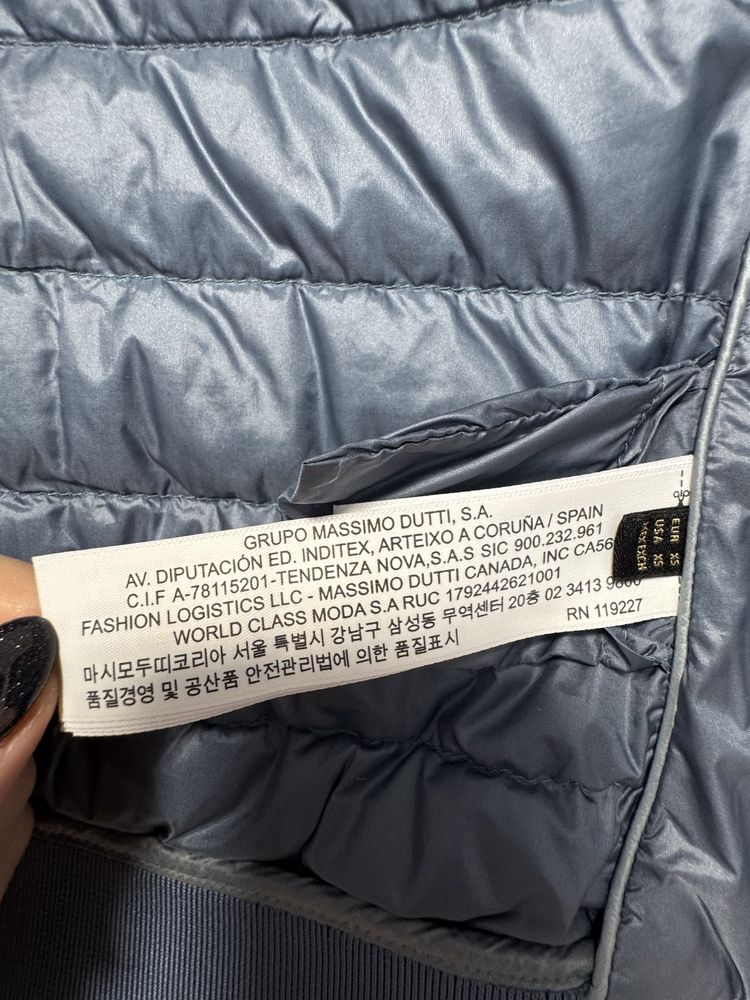 GRUPO MASSIMO DUTTI, S.A.
AV. DIPUTACIÓN ED. INDITEX, ARTEIXO A CORUÑA / SPAIN
C.I.F A-78115201-TENDENZA NOVA,S.A.S SIC 900.232.961
FASHION LOGISTICS LLC - MASSIMO DUTTI CANADA, INC CA56
WORLD CLASS MODA S.A RUC 1792442621001
마시모두띠코리아 서울 특별시 강남구 삼성동 무역센터 20층 02 3413 9800
품질경영 및 공산품 안전관리법에 의한 품질표시
RN 119227
EUR XS
USA XS
MEX XCH